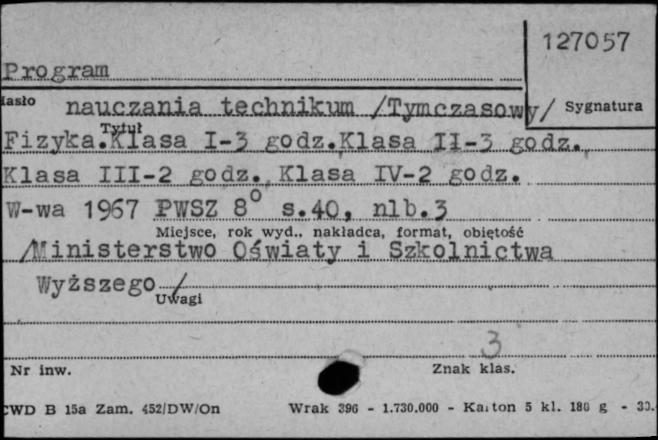 127057
Program
nauczania technikum /Tymczasowy/ Sygnatura
Tytuł
Fizyka.Klasa I-3 godz.Klasa II-3 godz.
Klasa III-2 godz. Klasa IV-2 godz.
W-wa 1967 PWSZ 8° s.40, nlb.3
Miejsce, rok wyd., nakładca, format, objętość
/Ministerstwo Oświaty i Szkolnictwa
Wyższego /
Uwagi
3
Nr inw. Znak klas.
CWD B 15a Zam. 452/DW/On Wrak 396 - 1.730.000 - Karton 5 kl. 180 g -